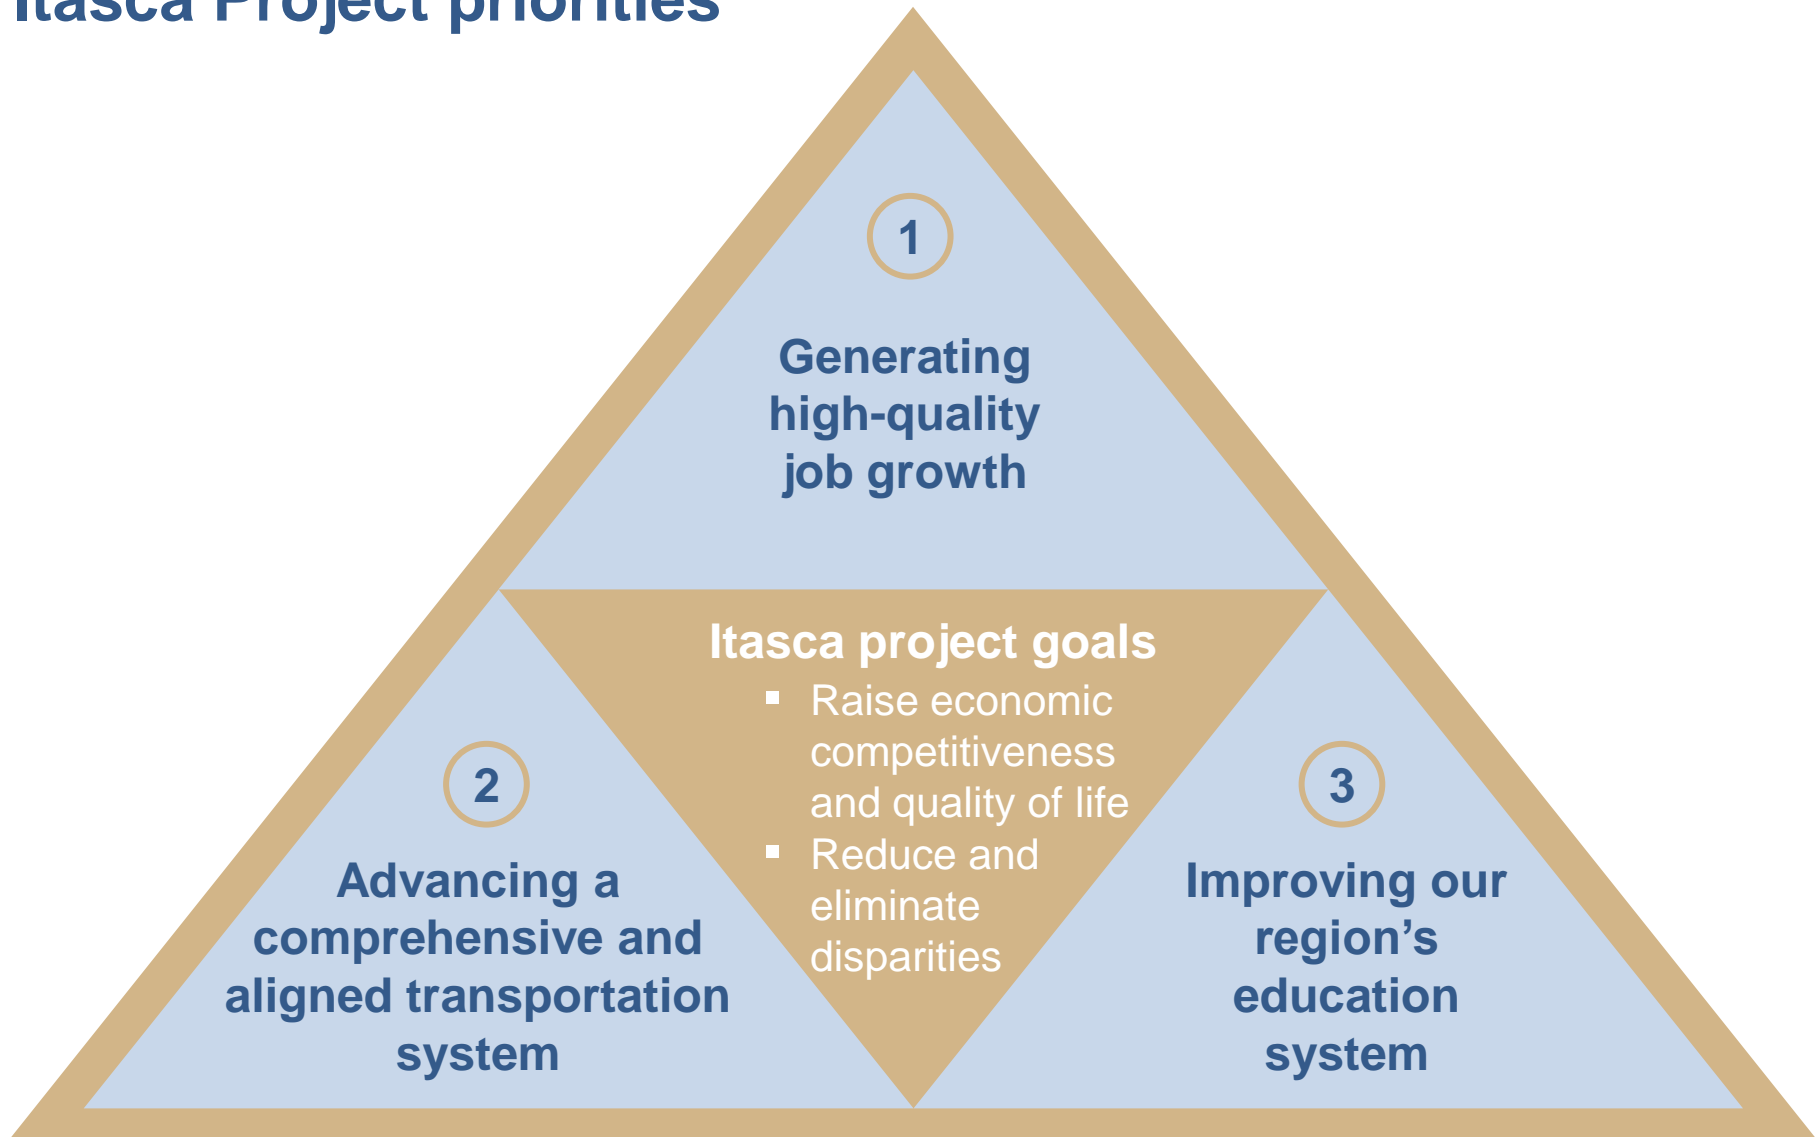 Itasca Project priorities
1
Generating
high-quality
job growth
Itasca project goals
▪ Raise economic
competitiveness
and quality of life
▪ Reduce and
eliminate
disparities
2
Advancing a
comprehensive and
aligned transportation
system
3
Improving our
region’s
education
system